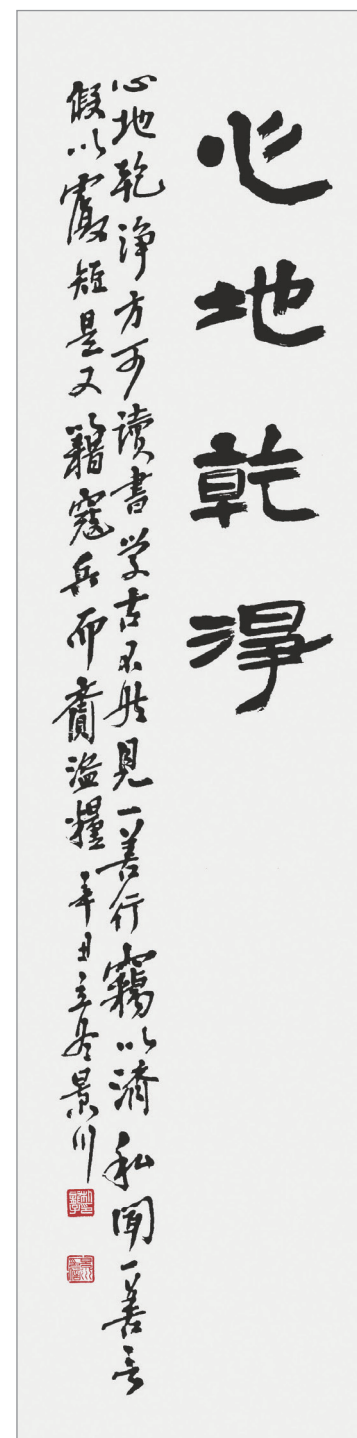 心地乾淨
心地乾淨方可讀書学古不然見一善行竊以濟私聞一善言
假以覆短是又籍寇兵而賫盜糧 辛丑立冬景川